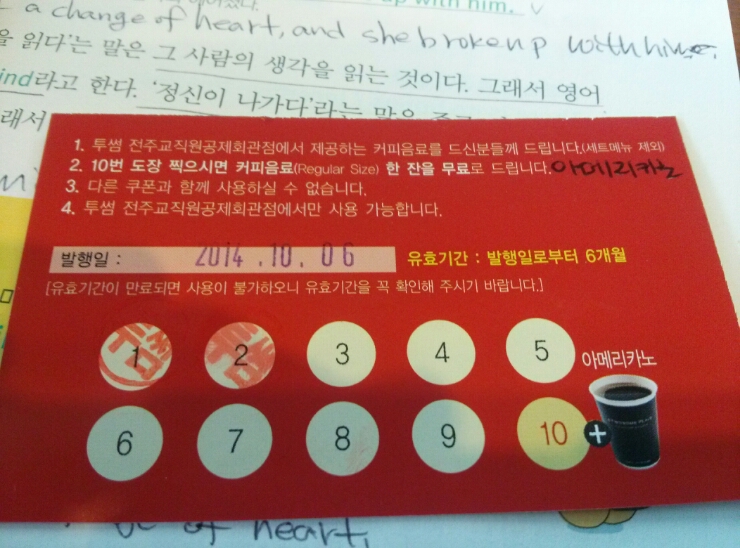 up with him.
a change of heart, and she broke up with him.
을 읽다'는 말은 그 사람의 생각을 읽는 것이다. 그래서 영어
ind라고 한다. '정신이 나가다'라는 말은
래서
1. 투썸 전주교직원공제회관점에서 제공하는 커피음료를 드신분들께 드립니다.(세트메뉴 제외)
2. 10번 도장 찍으시면 커피음료(Regular Size) 한 잔을 무료로 드립니다. 아메리카노
3. 다른 쿠폰과 함께 사용하실 수 없습니다.
4. 투썸 전주교직원공제회관점에서만 사용 가능합니다.
발행일 : 2014 .10. 06 유효기간 : 발행일로부터 6개월
[유효기간이 만료되면 사용이 불가하오니 유효기간을 꼭 확인해 주시기 바랍니다.]
1 2 3 4 5
아메리카노
6 7 8 9 10 +
of heart,